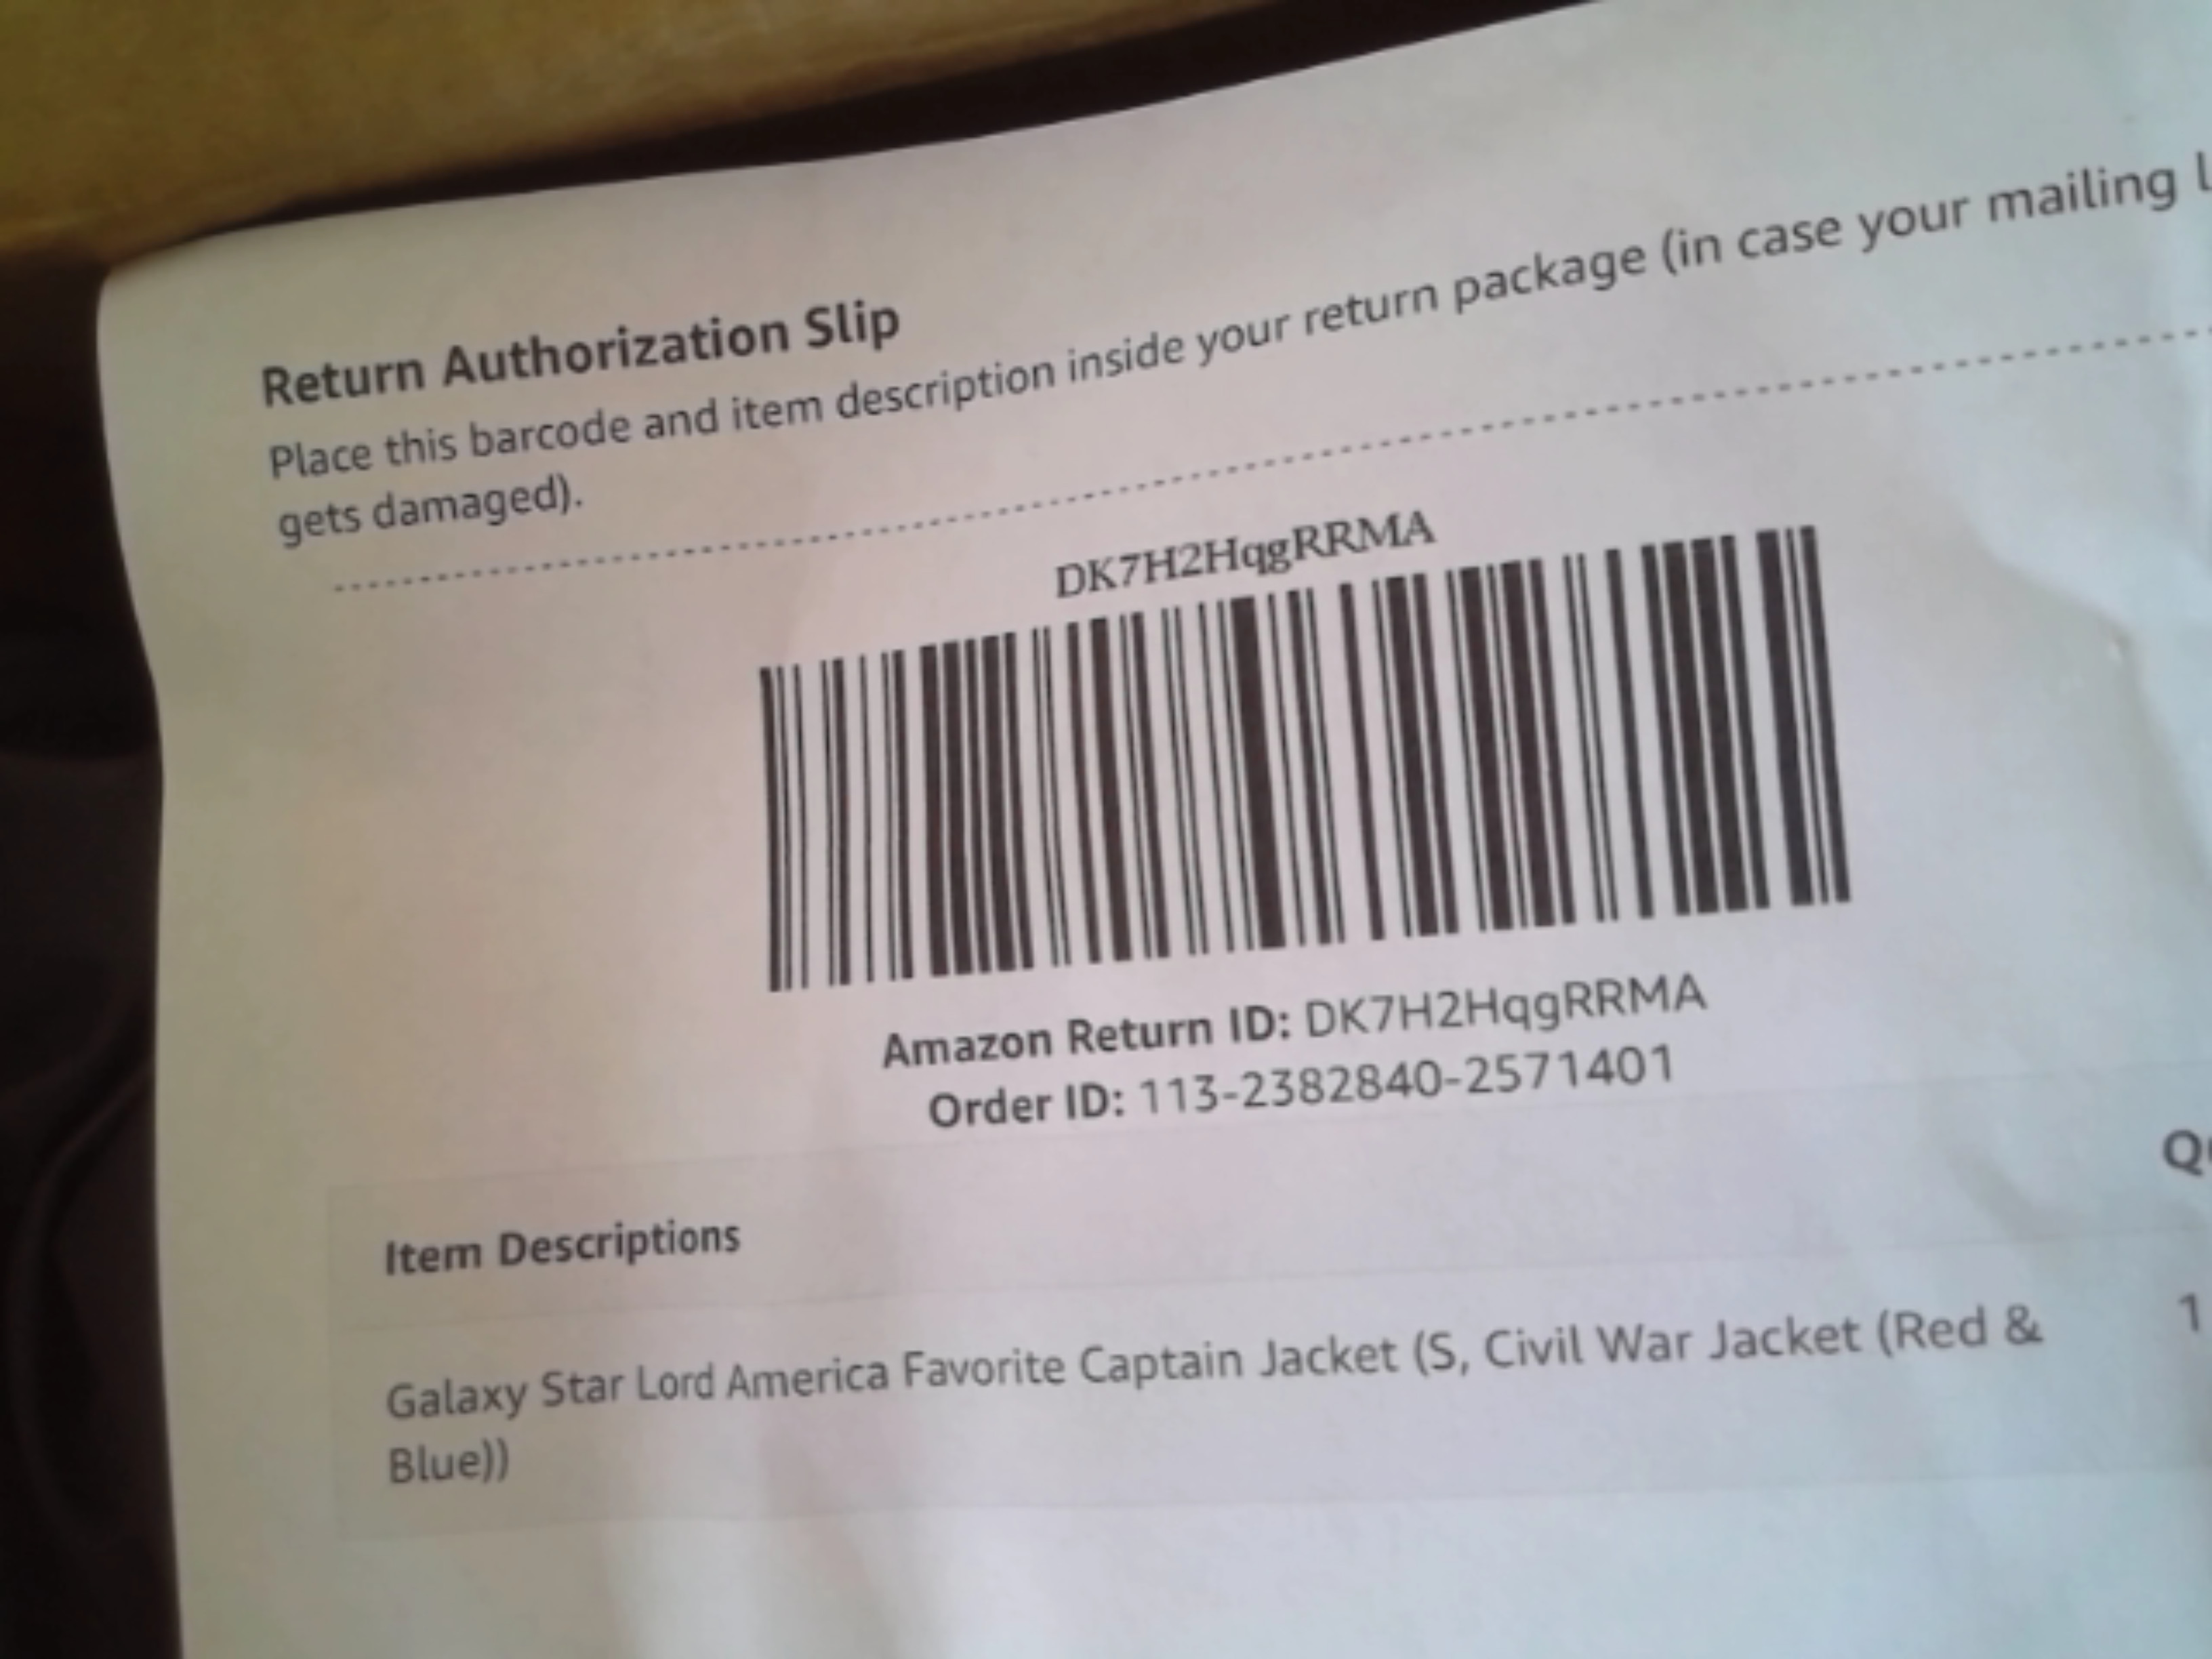 Return Authorization Slip
Place this barcode and item description inside your return package (in case your mailing
gets damaged).
DK7H2HqgRRMA
Amazon Return ID: DK7H2HqgRRMA
Order ID: 113-2382840-2571401
Item Descriptions
Galaxy Star Lord America Favorite Captain Jacket (S, Civil War Jacket (Red & 1
Blue))